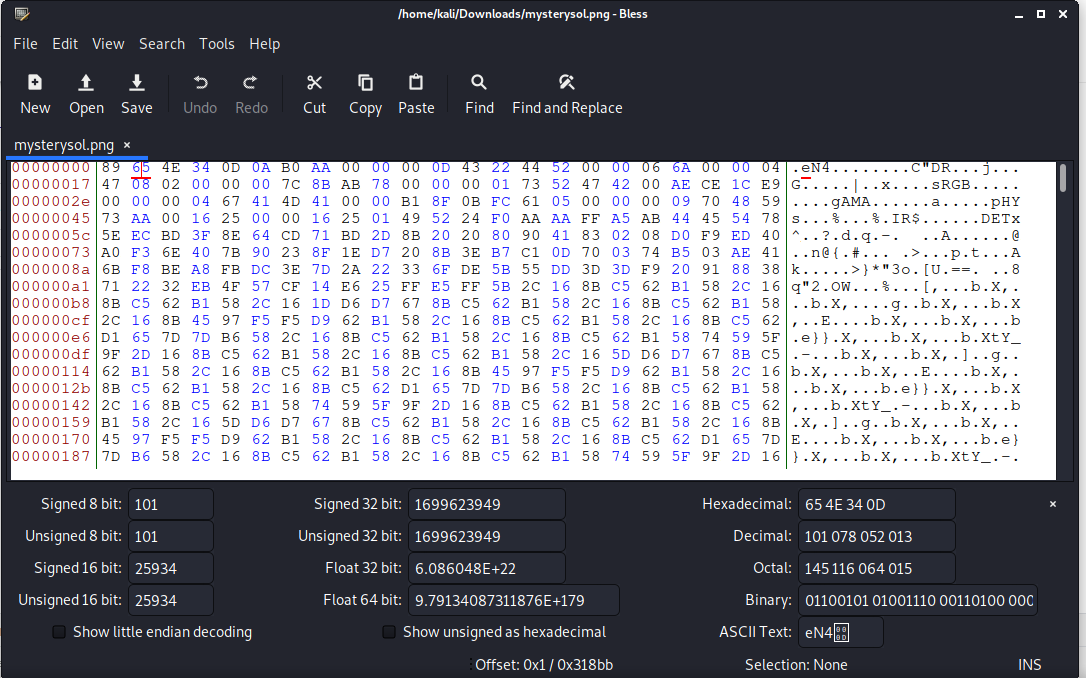 /home/kali/Downloads/mysterysol.png - Bless
File Edit View Search Tools Help
New Open Save Undo Redo Cut Copy Paste Find Find and Replace
mysterysol.png ×
00000000 89 65 4E 34 0D 0A B0 AA 00 00 00 0D 43 22 44 52 00 00 06 6A 00 00 04 .eN4........C"DR...j...
00000017 47 08 02 00 00 00 7C 8B AB 78 00 00 00 01 73 52 47 42 00 AE CE 1C E9 G.....|..x....sRGB.....
0000002e 00 00 00 04 67 41 4D 41 00 00 B1 8F 0B FC 61 05 00 00 00 09 70 48 59 ....gAMA......a.....pHY
00000045 73 AA 00 16 25 00 00 16 25 01 49 52 24 F0 AA AA FF A5 AB 44 45 54 78 s...%...%.IR$......DETx
0000005c 5E EC BD 3F 8E 64 CD 71 BD 2D 8B 20 20 80 90 41 83 02 08 D0 F9 ED 40 ^..?.d.q.-.  ..A......@
00000073 A0 F3 6E 40 7B 90 23 8F 1E D7 20 8B 3E B7 C1 0D 70 03 74 B5 03 AE 41 ..n@{.#... .>...p.t...A
0000008a 6B F8 BE A8 FB DC 3E 7D 2A 22 33 6F DE 5B 55 DD 3D 3D F9 20 91 88 38 k.....>}*"3o.[U.==. ..8
000000a1 71 22 32 EB 4F 57 CF 14 E6 25 FF E5 FF 5B 2C 16 8B C5 62 B1 58 2C 16 q"2.OW...%...[,...b.X,.
000000b8 8B C5 62 B1 58 2C 16 1D D6 D7 67 8B C5 62 B1 58 2C 16 8B C5 62 B1 58 ..b.X,....g..b.X,...b.X
000000cf 2C 16 8B 45 97 F5 F5 D9 62 B1 58 2C 16 8B C5 62 B1 58 2C 16 8B C5 62 ,..E....b.X,...b.X,...b
000000e6 D1 65 7D 7D B6 58 2C 16 8B C5 62 B1 58 2C 16 8B C5 62 B1 58 74 59 5F .e}}.X,...b.X,...b.XtY_
000000df 9F 2D 16 8B C5 62 B1 58 2C 16 8B C5 62 B1 58 2C 16 5D D6 D7 67 8B C5 .-...b.X,...b.X,.]..g..
00000114 62 B1 58 2C 16 8B C5 62 B1 58 2C 16 8B 45 97 F5 F5 D9 62 B1 58 2C 16 b.X,...b.X,..E....b.X,.
0000012b 8B C5 62 B1 58 2C 16 8B C5 62 D1 65 7D 7D B6 58 2C 16 8B C5 62 B1 58 ..b.X,...b.e}}.X,...b.X
00000142 2C 16 8B C5 62 B1 58 74 59 5F 9F 2D 16 8B C5 62 B1 58 2C 16 8B C5 62 ,...b.XtY_.-...b.X,...b
00000159 B1 58 2C 16 5D D6 D7 67 8B C5 62 B1 58 2C 16 8B C5 62 B1 58 2C 16 8B .X,.]..g..b.X,...b.X,..
00000170 45 97 F5 F5 D9 62 B1 58 2C 16 8B C5 62 B1 58 2C 16 8B C5 62 D1 65 7D E....b.X,...b.X,...b.e}
00000187 7D B6 58 2C 16 8B C5 62 B1 58 2C 16 8B C5 62 B1 58 74 59 5F 9F 2D 16 }.X,...b.X,...b.XtY_.-.
Signed 8 bit: 101 Signed 32 bit: 1699623949 Hexadecimal: 65 4E 34 0D ×
Unsigned 8 bit: 101 Unsigned 32 bit: 1699623949 Decimal: 101 078 052 013
Signed 16 bit: 25934 Float 32 bit: 6.086048E+22 Octal: 145 116 064 015
Unsigned 16 bit: 25934 Float 64 bit: 9.79134087311876E+179 Binary: 01100101 01001110 00110100 000
Show little endian decoding Show unsigned as hexadecimal ASCII Text: eN4
Offset: 0x1 / 0x318bb Selection: None INS